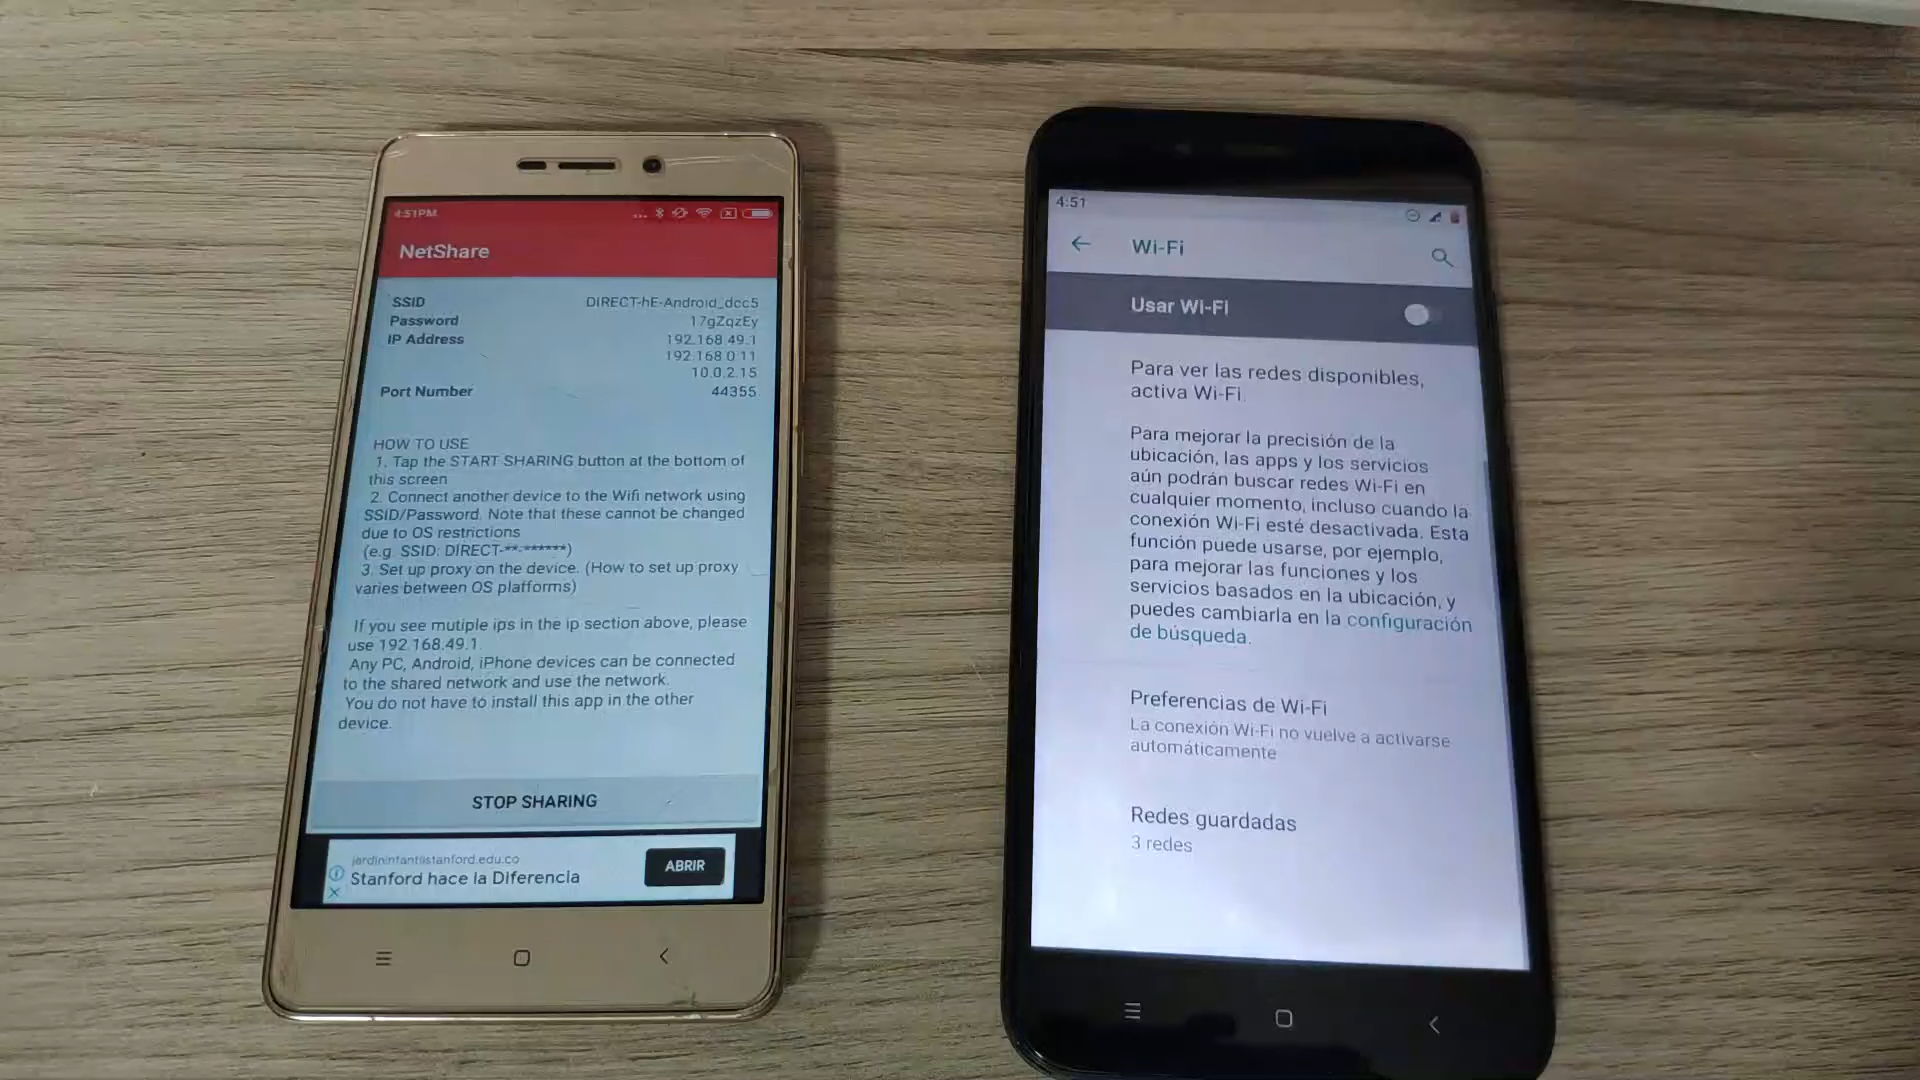 4:51PM
NetShare
SSID DIRECT-hE-Android_dcc5
Password 17gZqzEy
IP Address 192.168.49.1
192.168.0.11
10.0.2.15
Port Number 44355
HOW TO USE
1. Tap the START SHARING button at the bottom of
this screen
2. Connect another device to the Wifi network using
SSID/Password. Note that these cannot be changed
due to OS restrictions
(e.g. SSID: DIRECT-**-******)
3. Set up proxy on the device. (How to set up proxy
varies between OS platforms)
If you see mutiple ips in the ip section above, please
use 192.168.49.1.
Any PC, Android, iPhone devices can be connected
to the shared network and use the network.
You do not have to install this app in the other
device.
STOP SHARING
jardininfantilstanford.edu.co
Stanford hace la Diferencia
ABRIR
4:51
Wi-Fi
Usar Wi-Fi
Para ver las redes disponibles,
activa Wi-Fi.
Para mejorar la precisión de la
ubicación, las apps y los servicios
aún podrán buscar redes Wi-Fi en
cualquier momento, incluso cuando la
conexión Wi-Fi esté desactivada. Esta
función puede usarse, por ejemplo,
para mejorar las funciones y los
servicios basados en la ubicación, y
puedes cambiarla en la configuración
de búsqueda.
Preferencias de Wi-Fi
La conexión Wi-Fi no vuelve a activarse
automáticamente
Redes guardadas
3 redes